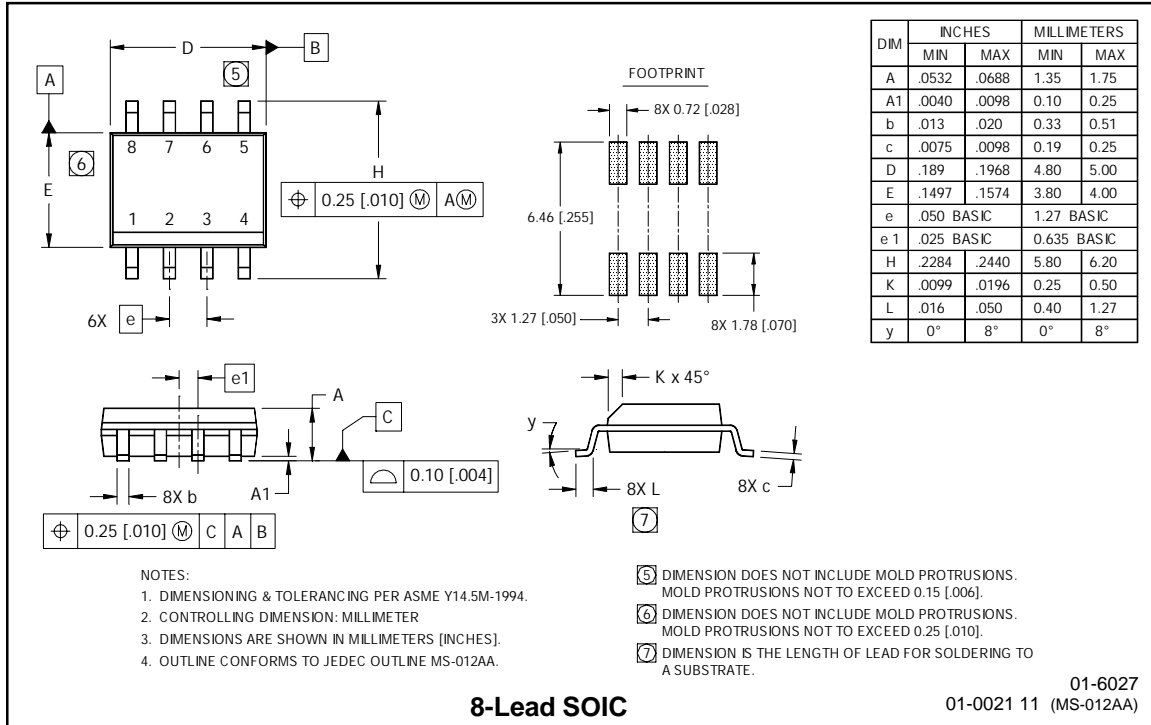 D
B
5
A
8 7 6 5
6
E
H
⌖ 0.25 [.010] Ⓜ AⓂ
1 2 3 4
6X e
FOOTPRINT
8X 0.72 [.028]
6.46 [.255]
3X 1.27 [.050]
8X 1.78 [.070]
DIM INCHES MILLIMETERS
MIN MAX MIN MAX
A .0532 .0688 1.35 1.75
A1 .0040 .0098 0.10 0.25
b .013 .020 0.33 0.51
c .0075 .0098 0.19 0.25
D .189 .1968 4.80 5.00
E .1497 .1574 3.80 4.00
e .050 BASIC 1.27 BASIC
e 1 .025 BASIC 0.635 BASIC
H .2284 .2440 5.80 6.20
K .0099 .0196 0.25 0.50
L .016 .050 0.40 1.27
y 0° 8° 0° 8°
e1
A
C
⌓ 0.10 [.004]
8X b
A1
⌖ 0.25 [.010] Ⓜ C A B
K x 45°
y
8X L
8X c
7
NOTES:
1. DIMENSIONING & TOLERANCING PER ASME Y14.5M-1994.
2. CONTROLLING DIMENSION: MILLIMETER
3. DIMENSIONS ARE SHOWN IN MILLIMETERS [INCHES].
4. OUTLINE CONFORMS TO JEDEC OUTLINE MS-012AA.
5 DIMENSION DOES NOT INCLUDE MOLD PROTRUSIONS.
MOLD PROTRUSIONS NOT TO EXCEED 0.15 [.006].
6 DIMENSION DOES NOT INCLUDE MOLD PROTRUSIONS.
MOLD PROTRUSIONS NOT TO EXCEED 0.25 [.010].
7 DIMENSION IS THE LENGTH OF LEAD FOR SOLDERING TO
A SUBSTRATE.
8-Lead SOIC
01-6027
01-0021 11 (MS-012AA)